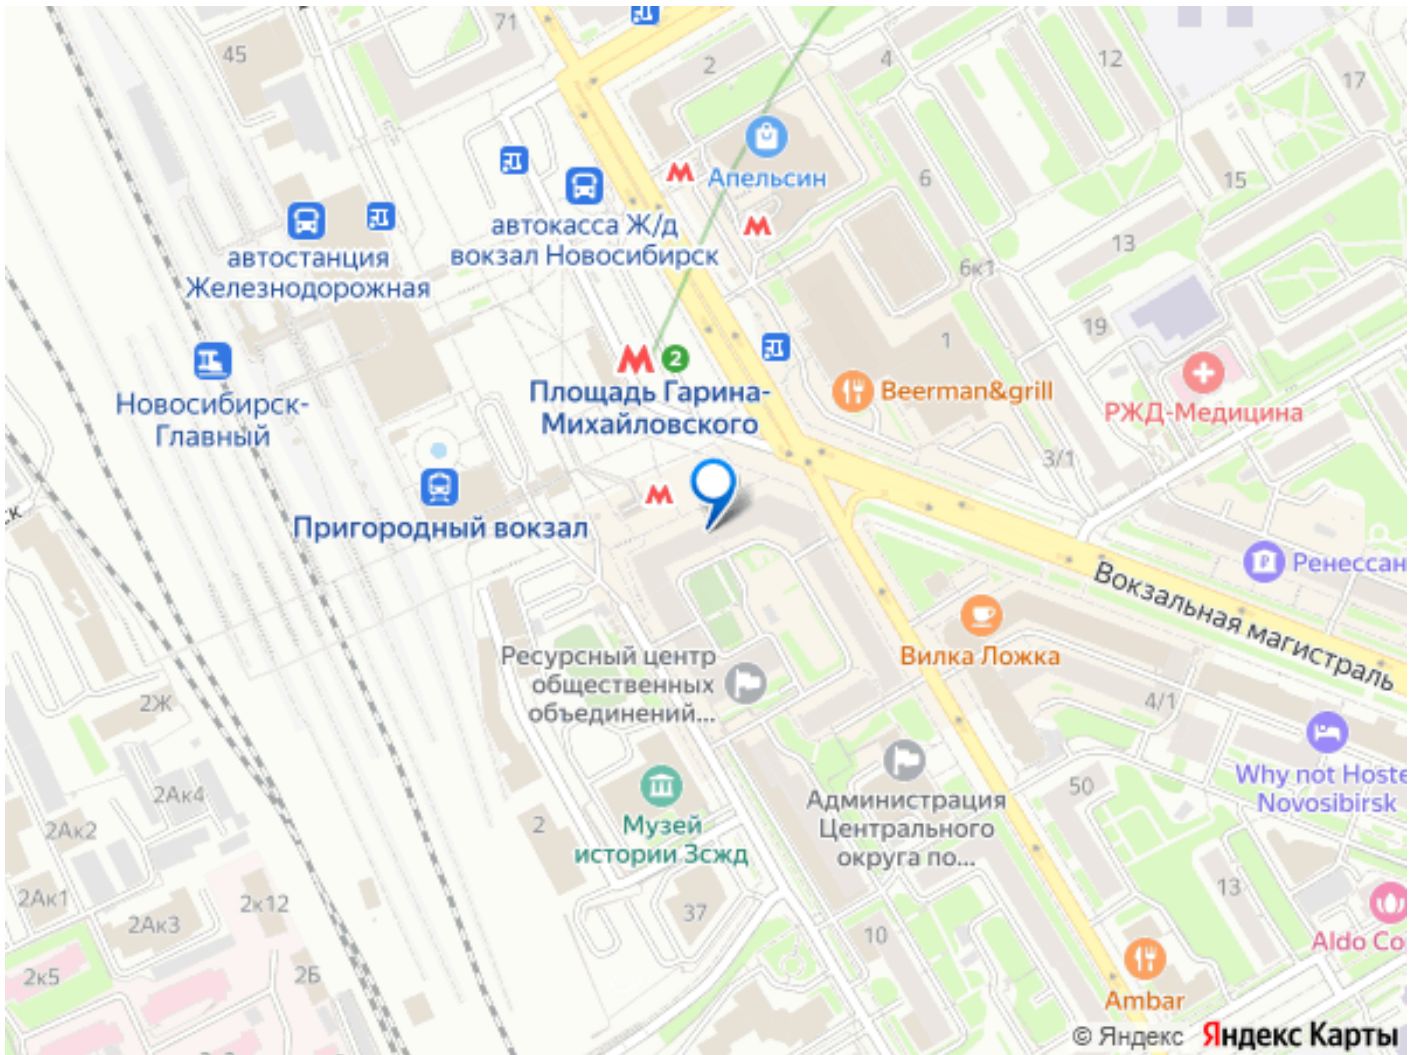 71
45
2
4
12
17
Апельсин
6
15
автокасса Ж/д
вокзал Новосибирск
13
автостанция
Железнодорожная
6к1
19
1
2
Площадь Гарина-
Михайловского
Новосибирск-
Главный
Beerman&grill
РЖД-Медицина
3/1
ск
Пригородный вокзал
Ренессан
Вокзальная магистраль
Вилка Ложка
Ресурсный центр
общественных
объединений...
2Ж
4/1
Why not Hoste
Novosibirsk
50
2Ак4
Администрация
Центрального
округа по...
2Ак2
2
Музей
истории Зсжд
13
2Ак1
2к12
2Ак3
37
10
Aldo Co
2к5
2Б
Ambar
© Яндекс Яндекс Карты